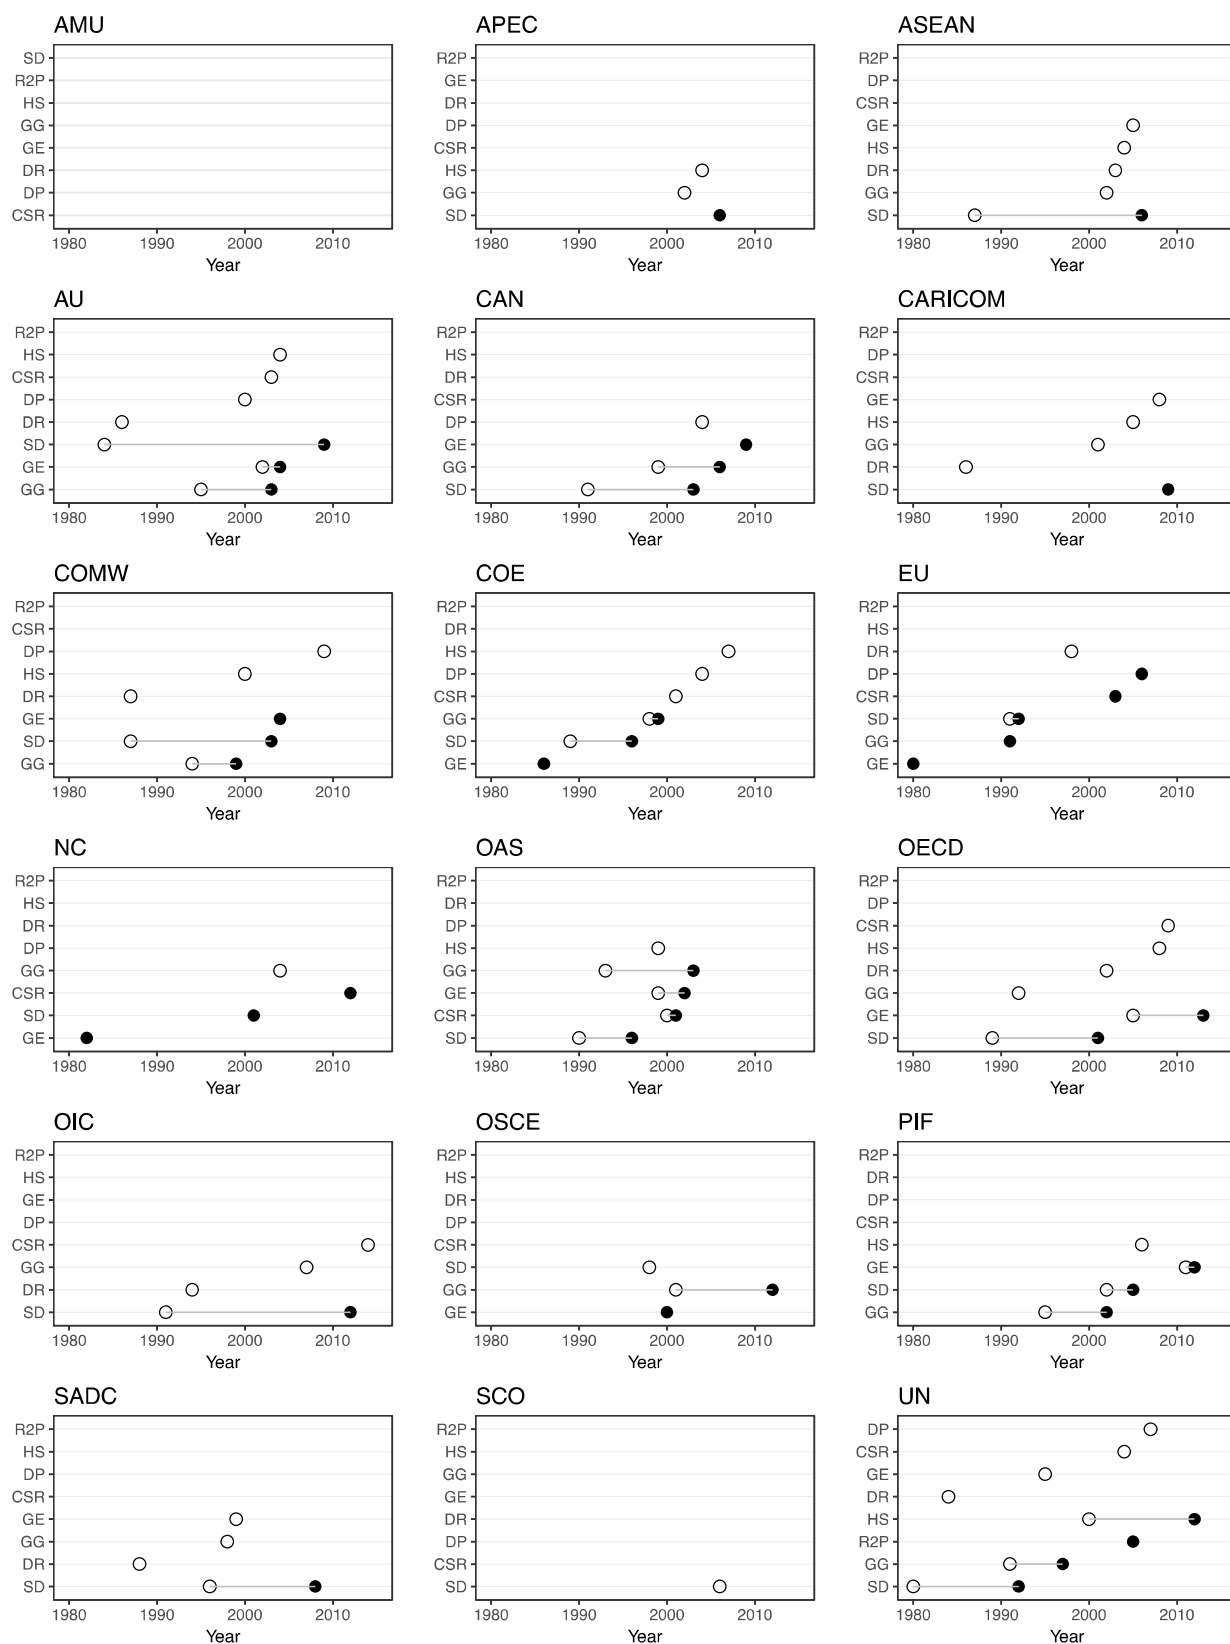 AMU
SD
R2P
HS
GG
GE
DR
DP
CSR
1980 1990 2000 2010
Year
APEC
R2P
GE
DR
DP
CSR
HS
GG
SD
1980 1990 2000 2010
Year
ASEAN
R2P
DP
CSR
GE
HS
DR
GG
SD
1980 1990 2000 2010
Year
AU
R2P
HS
CSR
DP
DR
SD
GE
GG
1980 1990 2000 2010
Year
CAN
R2P
HS
DR
CSR
DP
GE
GG
SD
1980 1990 2000 2010
Year
CARICOM
R2P
DP
CSR
GE
HS
GG
DR
SD
1980 1990 2000 2010
Year
COMW
R2P
CSR
DP
HS
DR
GE
SD
GG
1980 1990 2000 2010
Year
COE
R2P
DR
HS
DP
CSR
GG
SD
GE
1980 1990 2000 2010
Year
EU
R2P
HS
DR
DP
CSR
SD
GG
GE
1980 1990 2000 2010
Year
NC
R2P
HS
DR
DP
GG
CSR
SD
GE
1980 1990 2000 2010
Year
OAS
R2P
DR
DP
HS
GG
GE
CSR
SD
1980 1990 2000 2010
Year
OECD
R2P
DP
CSR
HS
DR
GG
GE
SD
1980 1990 2000 2010
Year
OIC
R2P
HS
GE
DP
CSR
GG
DR
SD
1980 1990 2000 2010
Year
OSCE
R2P
HS
DR
DP
CSR
SD
GG
GE
1980 1990 2000 2010
Year
PIF
R2P
DR
DP
CSR
HS
GE
SD
GG
1980 1990 2000 2010
Year
SADC
R2P
HS
DP
CSR
GE
GG
DR
SD
1980 1990 2000 2010
Year
SCO
R2P
HS
GG
GE
DR
DP
CSR
SD
1980 1990 2000 2010
Year
UN
DP
CSR
GE
DR
HS
R2P
GG
SD
1980 1990 2000 2010
Year